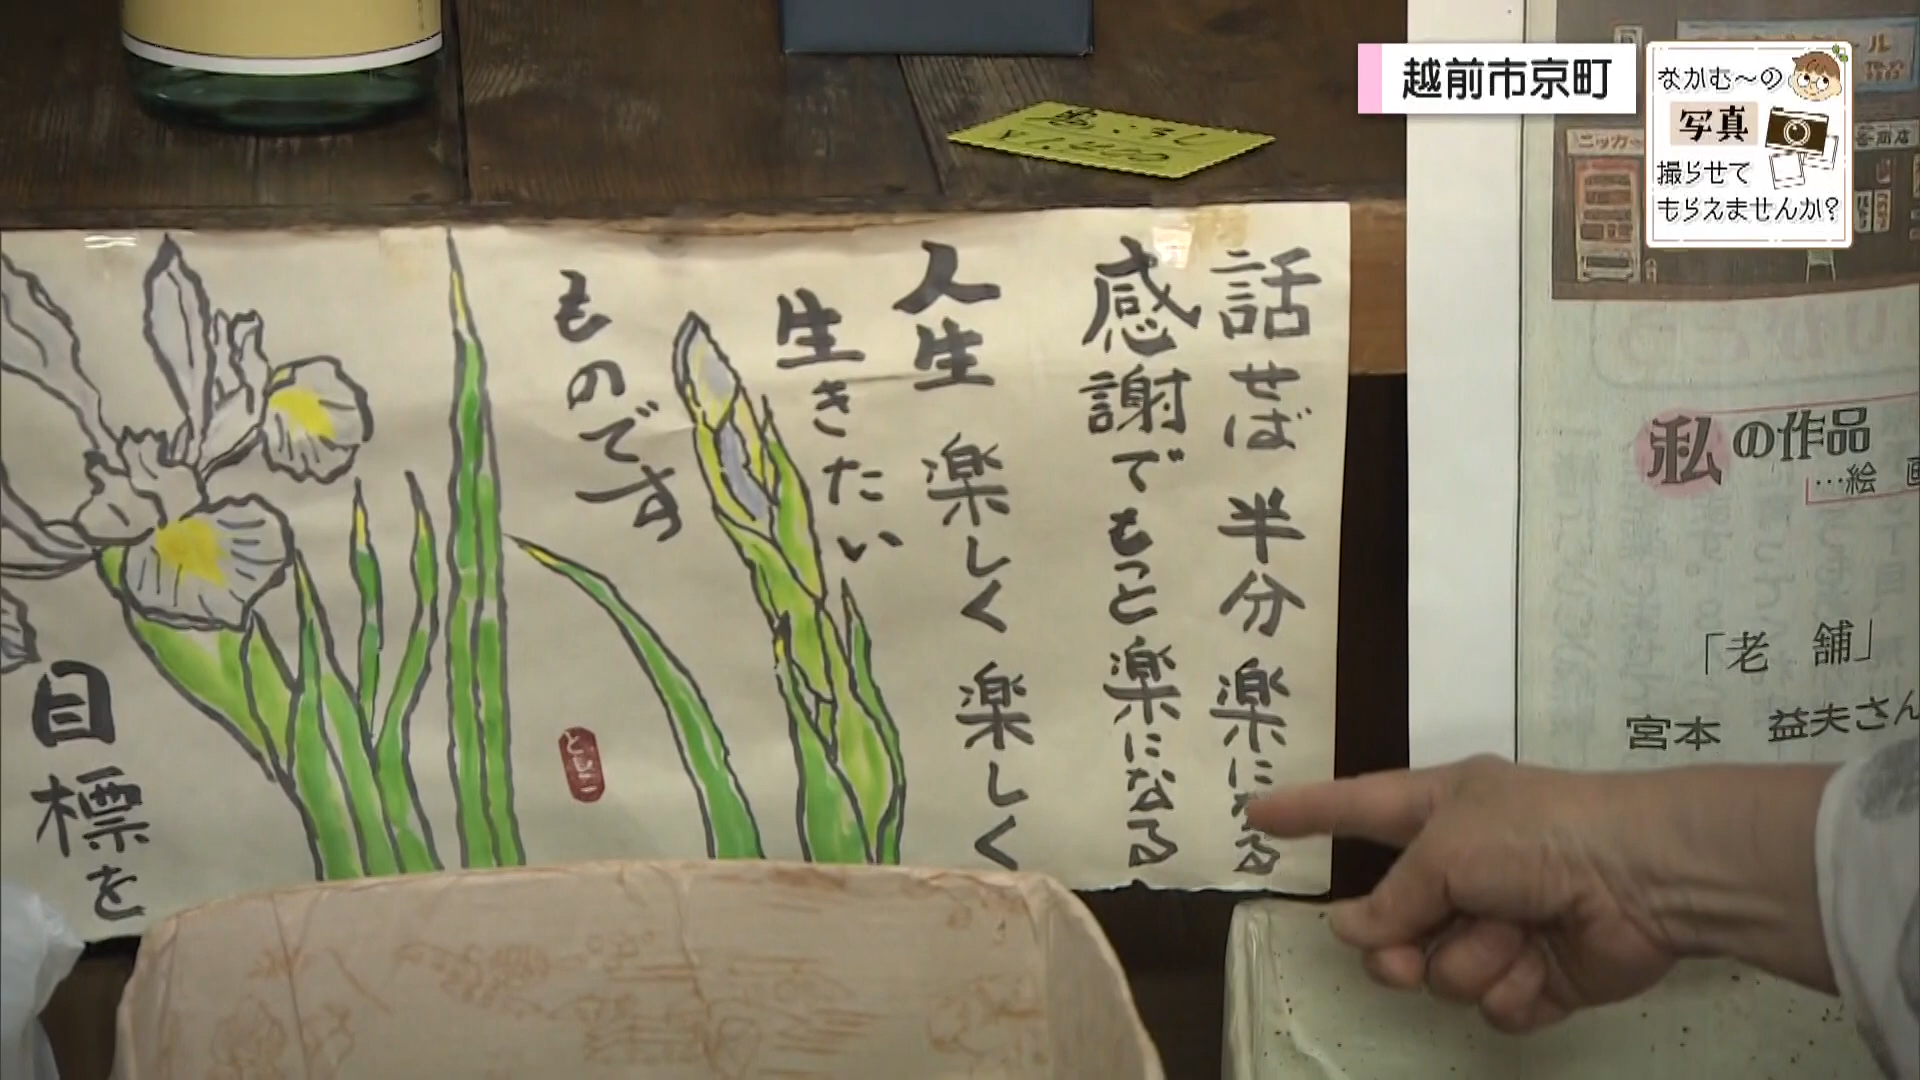 越前市京町
なかむ～の
写真
撮らせて
もらえませんか?
話せば 半分 楽になる
感謝で もっと 楽になる
人生 楽しく 楽しく
生きたい
ものです
としこ
目標を
私の作品
…絵
「老 舗」
宮本 益夫さん